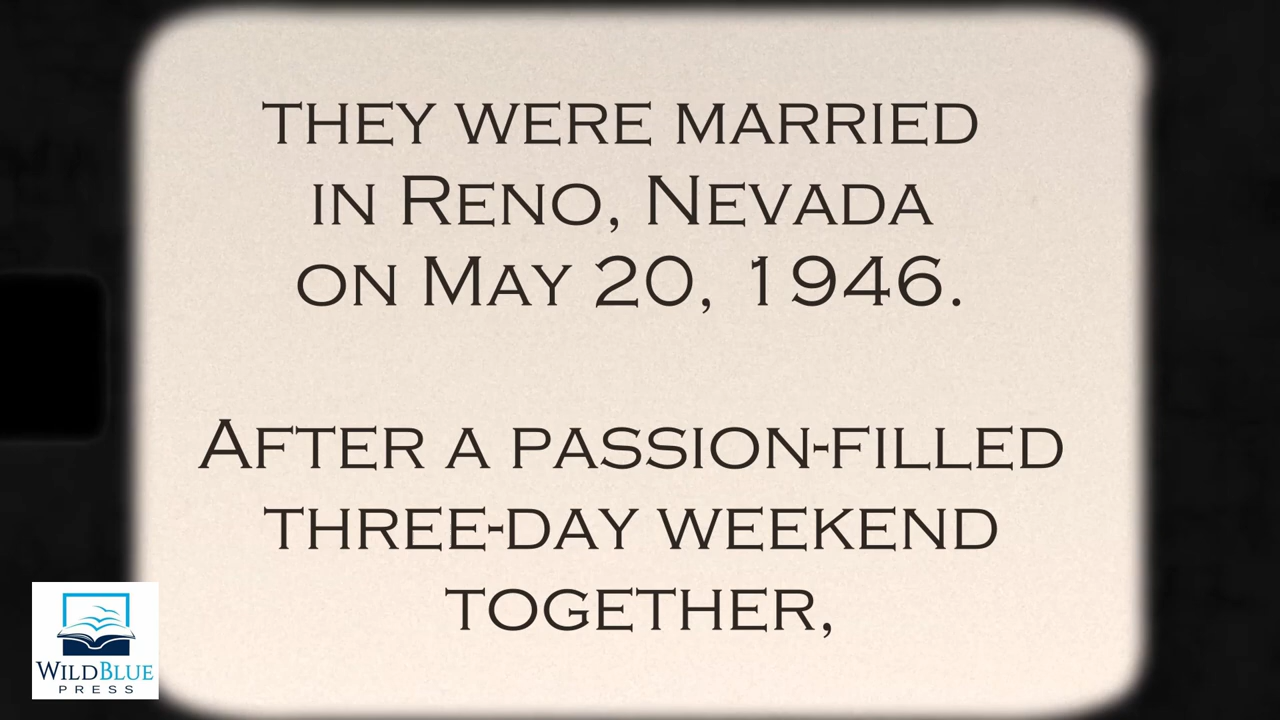 THEY WERE MARRIED
IN RENO, NEVADA
ON MAY 20, 1946.
AFTER A PASSION-FILLED
THREE-DAY WEEKEND
TOGETHER,
WILDBLUE
PRESS